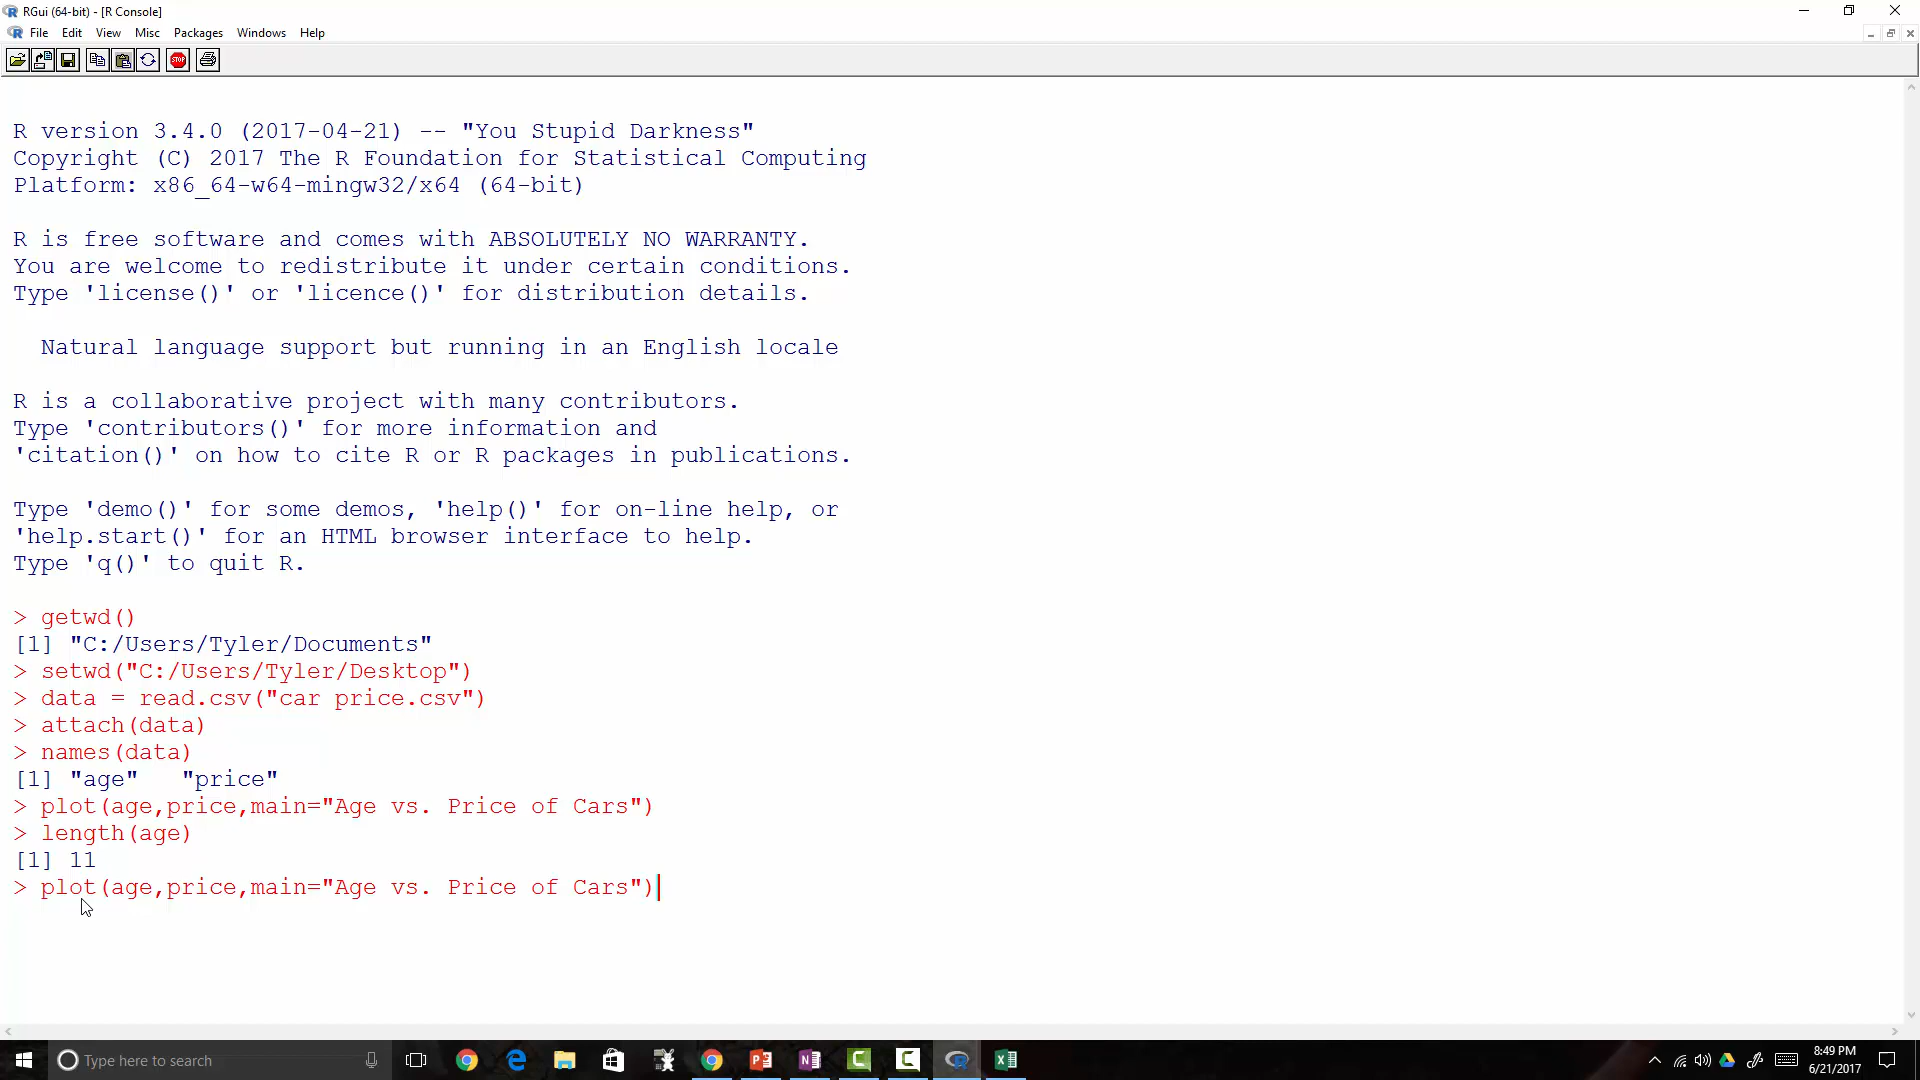 RGui (64-bit) - [R Console]
File Edit View Misc Packages Windows Help
STOP
R version 3.4.0 (2017-04-21) -- "You Stupid Darkness"
Copyright (C) 2017 The R Foundation for Statistical Computing
Platform: x86_64-w64-mingw32/x64 (64-bit)
R is free software and comes with ABSOLUTELY NO WARRANTY.
You are welcome to redistribute it under certain conditions.
Type 'license()' or 'licence()' for distribution details.
Natural language support but running in an English locale
R is a collaborative project with many contributors.
Type 'contributors()' for more information and
'citation()' on how to cite R or R packages in publications.
Type 'demo()' for some demos, 'help()' for on-line help, or
'help.start()' for an HTML browser interface to help.
Type 'q()' to quit R.
> getwd()
[1] "C:/Users/Tyler/Documents"
> setwd("C:/Users/Tyler/Desktop")
> data = read.csv("car price.csv")
> attach(data)
> names(data)
[1] "age"   "price"
> plot(age,price,main="Age vs. Price of Cars")
> length(age)
[1] 11
> plot(age,price,main="Age vs. Price of Cars")
Type here to search
8:49 PM
6/21/2017